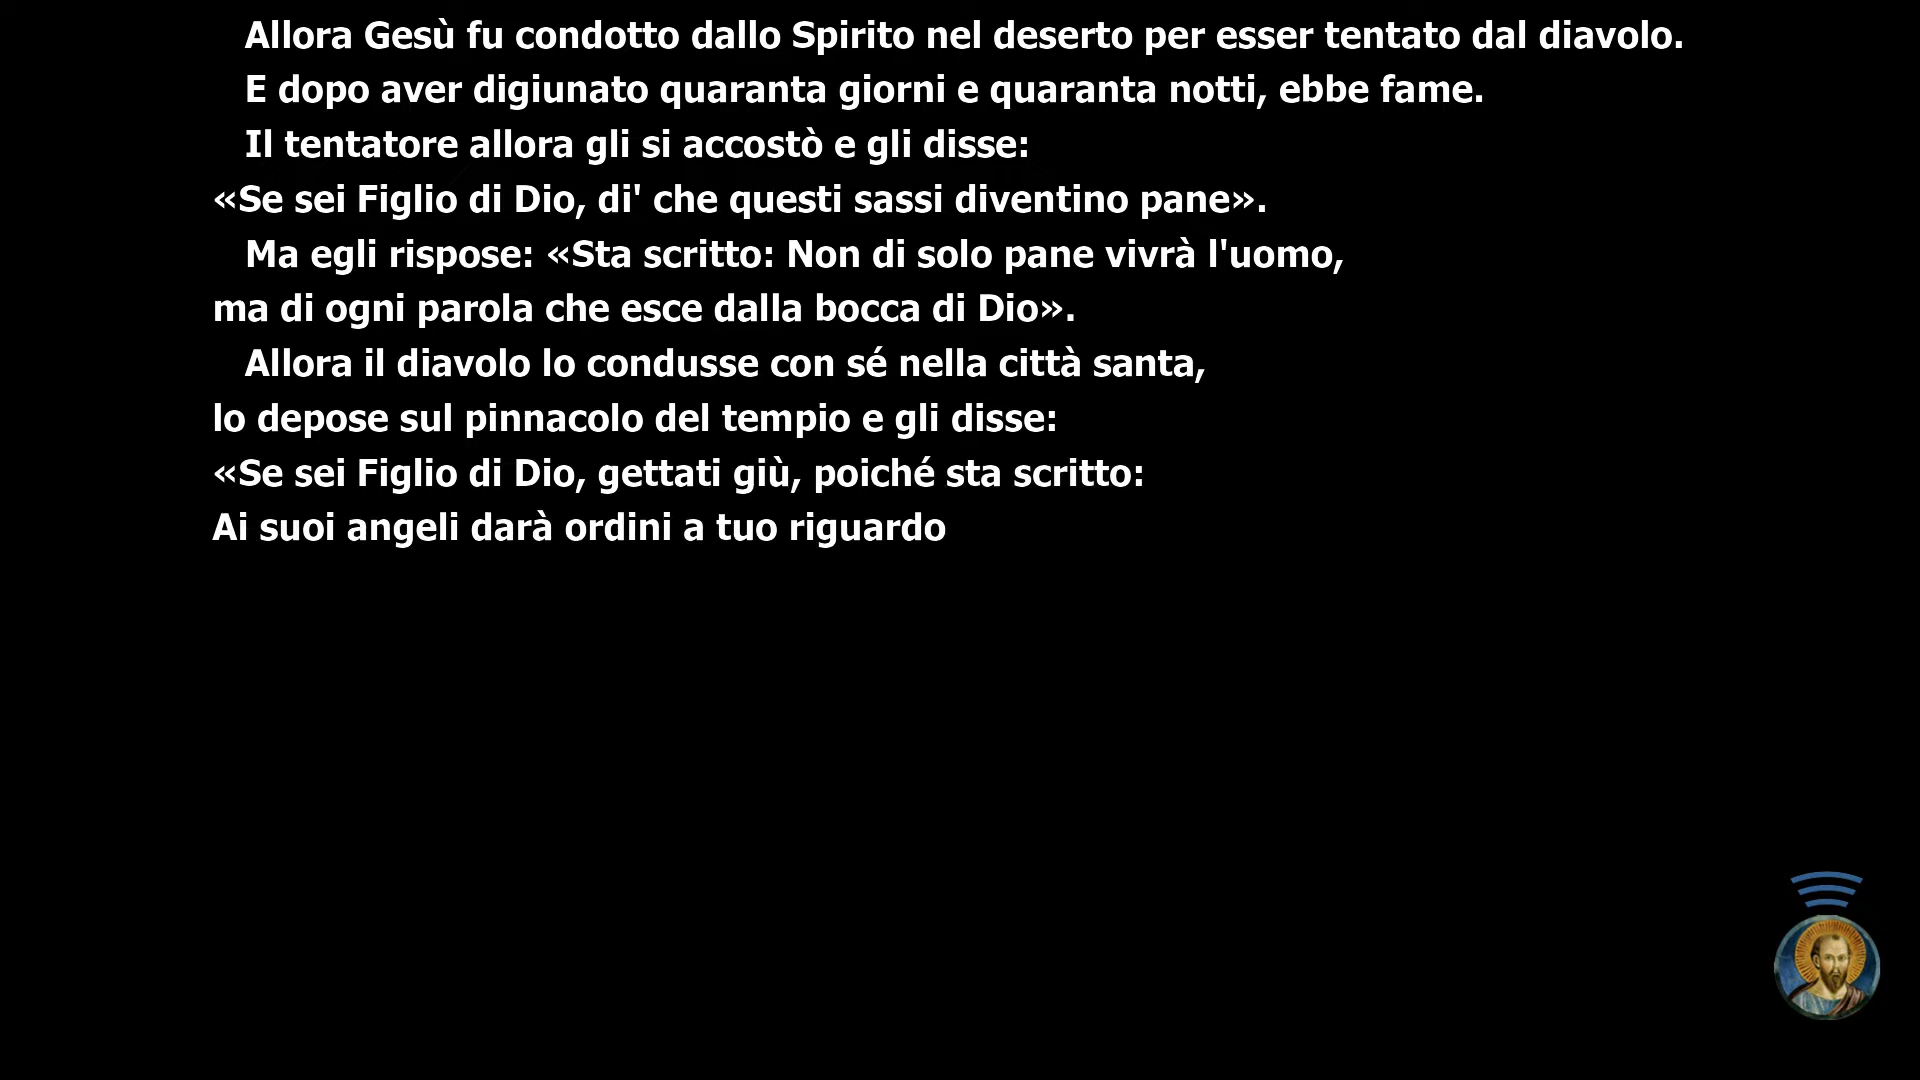 Allora Gesù fu condotto dallo Spirito nel deserto per esser tentato dal diavolo.
E dopo aver digiunato quaranta giorni e quaranta notti, ebbe fame.
Il tentatore allora gli si accostò e gli disse:
«Se sei Figlio di Dio, di' che questi sassi diventino pane».
Ma egli rispose: «Sta scritto: Non di solo pane vivrà l'uomo,
ma di ogni parola che esce dalla bocca di Dio».
Allora il diavolo lo condusse con sé nella città santa,
lo depose sul pinnacolo del tempio e gli disse:
«Se sei Figlio di Dio, gettati giù, poiché sta scritto:
Ai suoi angeli darà ordini a tuo riguardo